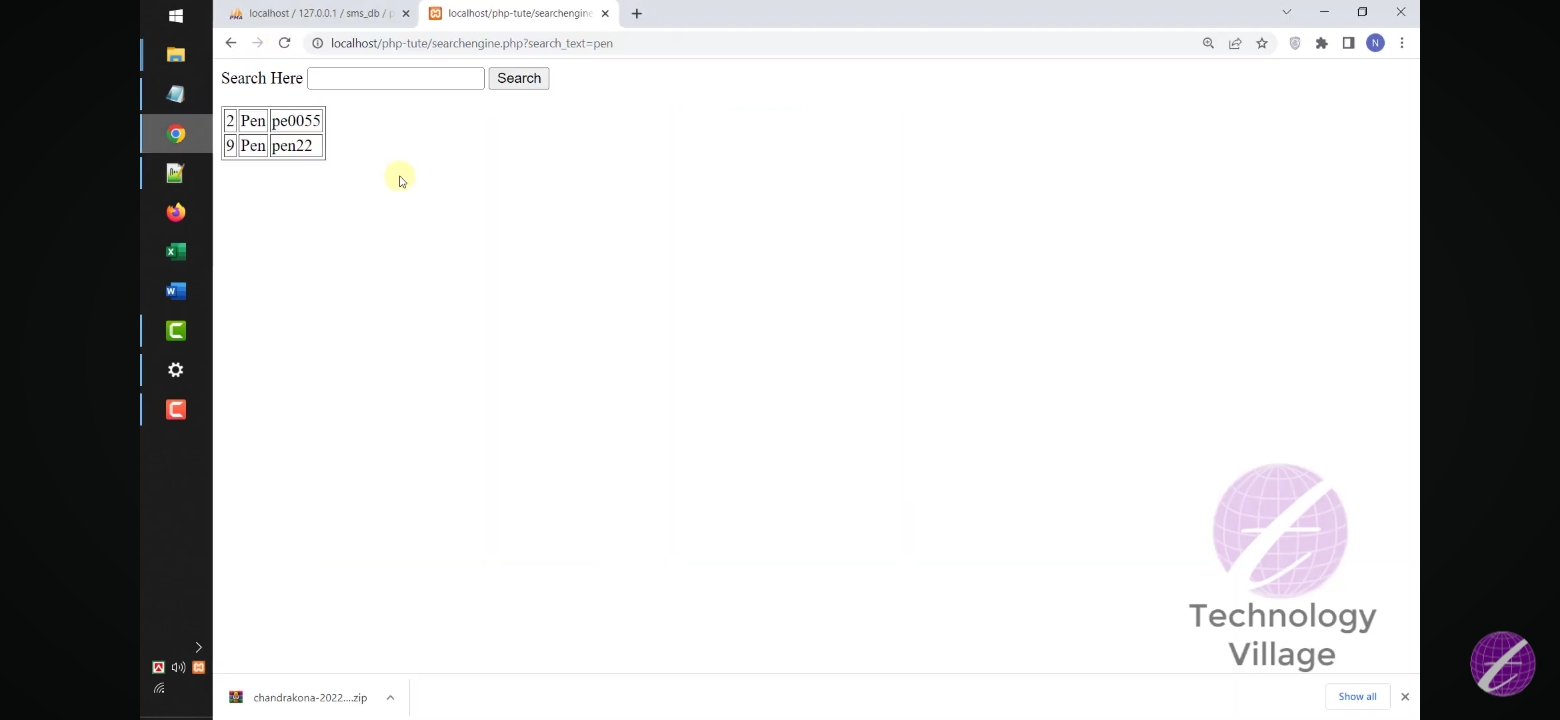 localhost / 127.0.0.1 / sms_db / p
localhost/php-tute/searchengine
localhost/php-tute/searchengine.php?search_text=pen
N
Search Here
Search
2 Pen pe0055
9 Pen pen22
Technology
Village
chandrakona-2022....zip
Show all